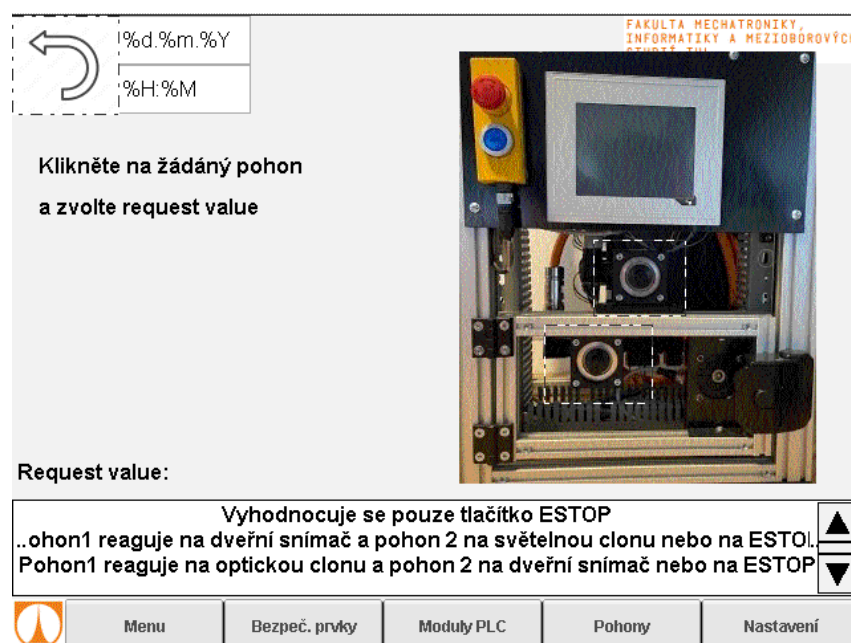 %d.%m.%Y
FAKULTA MECHATRONIKY,
INFORMATIKY A MEZIOBOROVÝC
%H:%M
Klikněte na žádáný pohon
a zvolte request value
Request value:
Vyhodnocuje se pouze tlačítko ESTOP
..ohon1 reaguje na dveřní snímač a pohon 2 na světelnou clonu nebo na ESTO..
Pohon1 reaguje na optickou clonu a pohon 2 na dveřní snímač nebo na ESTOP
Menu
Bezpeč. prvky
Moduly PLC
Pohony
Nastavení